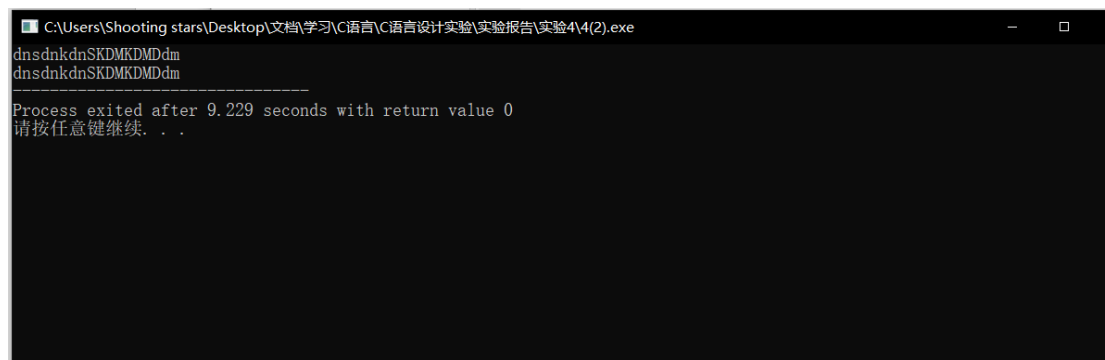 C:\Users\Shooting stars\Desktop\文档\学习\C语言\C语言设计实验\实验报告\实验4\4(2).exe
dnsdnkdnSKDMKDMDdm
dnsdnkdnSKDMKDMDdm
--------------------------------
Process exited after 9.229 seconds with return value 0
请按任意键继续. . .